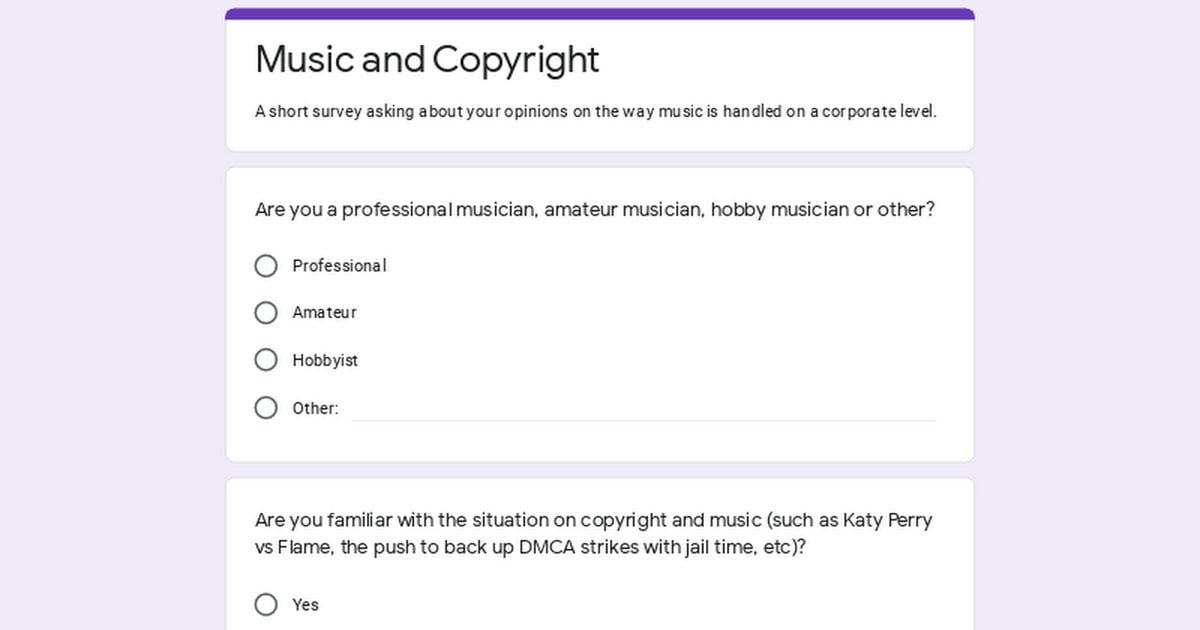 Music and Copyright
A short survey asking about your opinions on the way music is handled on a corporate level.
Are you a professional musician, amateur musician, hobby musician or other?
Professional
Amateur
Hobbyist
Other:
Are you familiar with the situation on copyright and music (such as Katy Perry
vs Flame, the push to back up DMCA strikes with jail time, etc)?
Yes